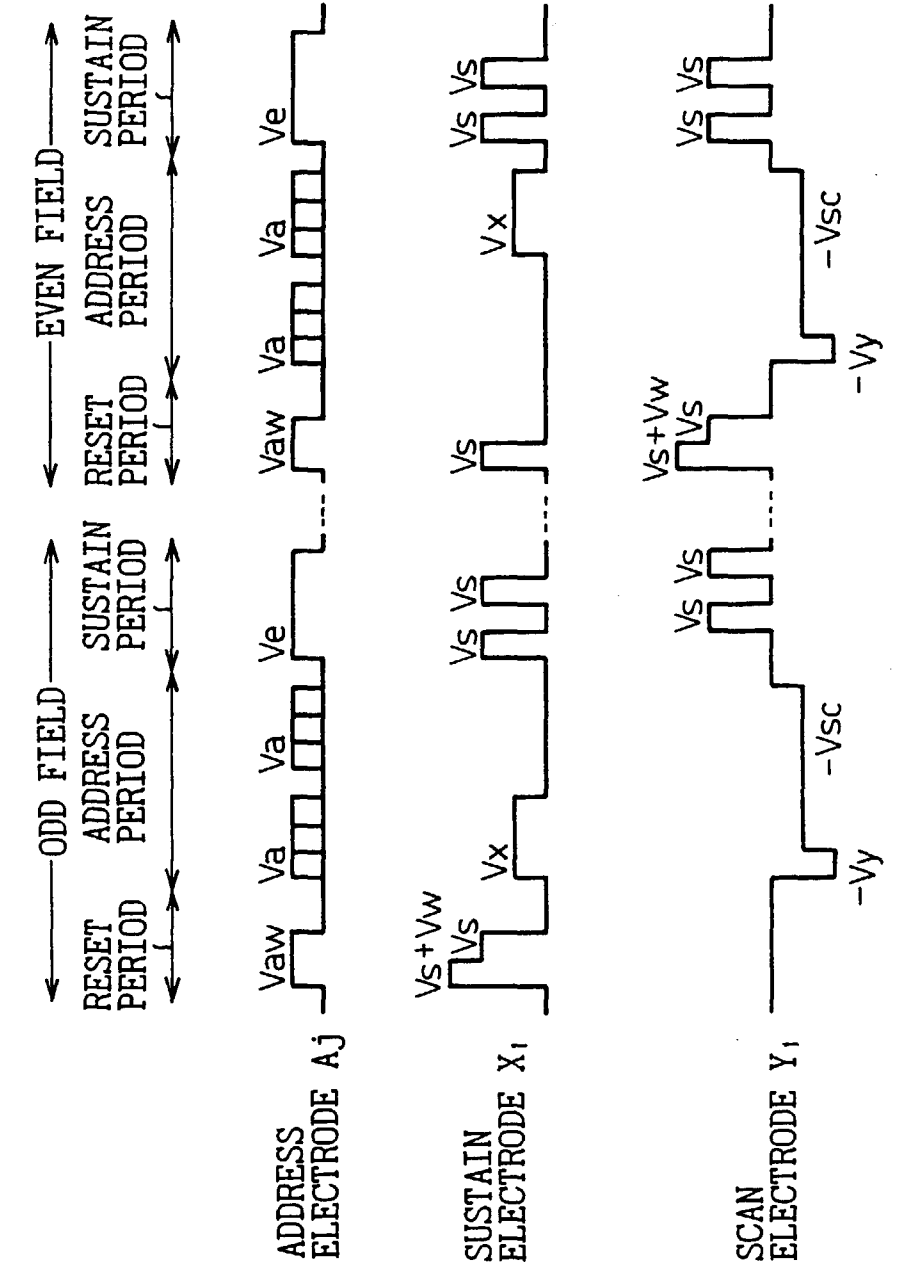 ODD FIELD
EVEN FIELD
RESET
PERIOD
ADDRESS
PERIOD
SUSTAIN
PERIOD
RESET
PERIOD
ADDRESS
PERIOD
SUSTAIN
PERIOD
ADDRESS
ELECTRODE Aj
Vaw
Va
Va
Ve
Vaw
Va
Va
Ve
SUSTAIN
ELECTRODE X1
Vs+Vw
Vs
Vx
Vs
Vs
Vs
Vx
Vs
Vs
SCAN
ELECTRODE Y1
-Vy
-Vsc
Vs
Vs
Vs+Vw
Vs
-Vy
-Vsc
Vs
Vs